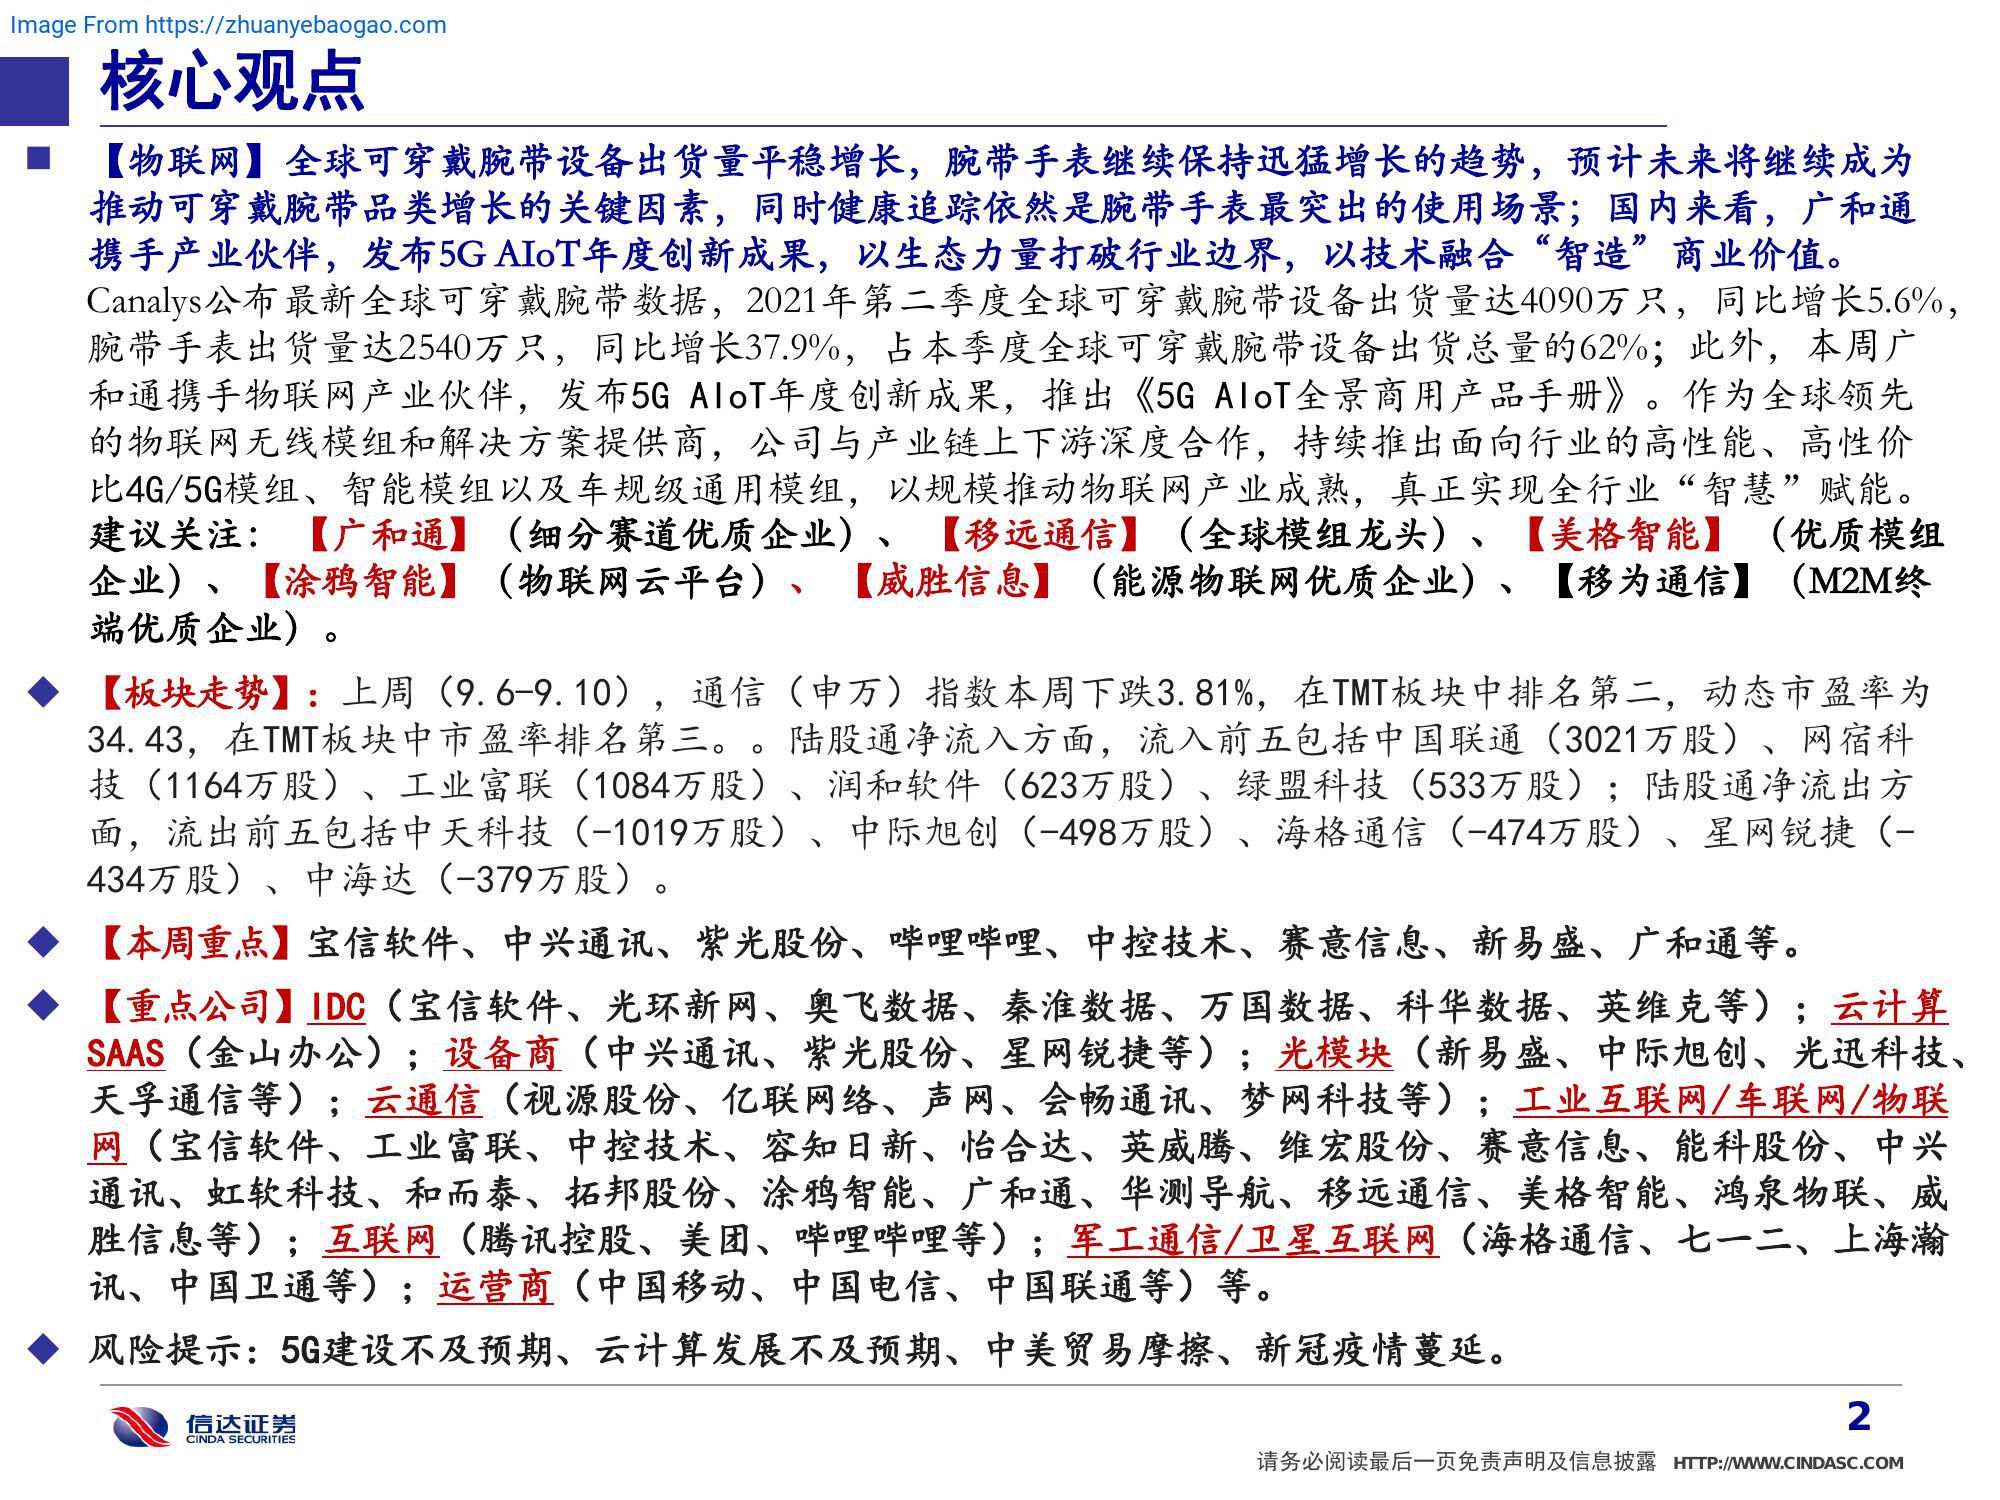 Image From https://zhuanyebaogao.com
核心观点
【物联网】全球可穿戴腕带设备出货量平稳增长，腕带手表继续保持迅猛增长的趋势，预计未来将继续成为
推动可穿戴腕带品类增长的关键因素，同时健康追踪依然是腕带手表最突出的使用场景；国内来看，广和通
携手产业伙伴，发布5G AIoT年度创新成果，以生态力量打破行业边界，以技术融合“智造”商业价值。
Canalys公布最新全球可穿戴腕带数据，2021年第二季度全球可穿戴腕带设备出货量达4090万只，同比增长5.6%，
腕带手表出货量达2540万只，同比增长37.9%，占本季度全球可穿戴腕带设备出货总量的62%；此外，本周广
和通携手物联网产业伙伴，发布5G AIoT年度创新成果，推出《5G AIoT全景商用产品手册》。作为全球领先
的物联网无线模组和解决方案提供商，公司与产业链上下游深度合作，持续推出面向行业的高性能、高性价
比4G/5G模组、智能模组以及车规级通用模组，以规模推动物联网产业成熟，真正实现全行业“智慧”赋能。
建议关注：【广和通】（细分赛道优质企业）、【移远通信】（全球模组龙头）、【美格智能】（优质模组
企业）、【涂鸦智能】（物联网云平台）、【威胜信息】（能源物联网优质企业）、【移为通信】（M2M终
端优质企业）。
【板块走势】：上周（9.6-9.10），通信（申万）指数本周下跌3.81%，在TMT板块中排名第二，动态市盈率为
34.43，在TMT板块中市盈率排名第三。。陆股通净流入方面，流入前五包括中国联通（3021万股）、网宿科
技（1164万股）、工业富联（1084万股）、润和软件（623万股）、绿盟科技（533万股）；陆股通净流出方
面，流出前五包括中天科技（-1019万股）、中际旭创（-498万股）、海格通信（-474万股）、星网锐捷（-
434万股）、中海达（-379万股）。
【本周重点】宝信软件、中兴通讯、紫光股份、哔哩哔哩、中控技术、赛意信息、新易盛、广和通等。
【重点公司】IDC（宝信软件、光环新网、奥飞数据、秦淮数据、万国数据、科华数据、英维克等）；云计算
SAAS（金山办公）；设备商（中兴通讯、紫光股份、星网锐捷等）；光模块（新易盛、中际旭创、光迅科技、
天孚通信等）；云通信（视源股份、亿联网络、声网、会畅通讯、梦网科技等）；工业互联网/车联网/物联
网（宝信软件、工业富联、中控技术、容知日新、怡合达、英威腾、维宏股份、赛意信息、能科股份、中兴
通讯、虹软科技、和而泰、拓邦股份、涂鸦智能、广和通、华测导航、移远通信、美格智能、鸿泉物联、威
胜信息等）；互联网（腾讯控股、美团、哔哩哔哩等）；军工通信/卫星互联网（海格通信、七一二、上海瀚
讯、中国卫通等）；运营商（中国移动、中国电信、中国联通等）等。
风险提示：5G建设不及预期、云计算发展不及预期、中美贸易摩擦、新冠疫情蔓延。
信达证券
CINDA SECURITIES
2
请务必阅读最后一页免责声明及信息披露 HTTP://WWW.CINDASC.COM